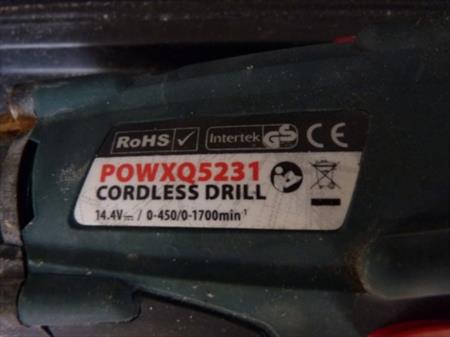 RoHS ✓ Intertek GS CE
POWXQ5231
CORDLESS DRILL
14.4V⎓ / 0-450/0-1700min⁻¹